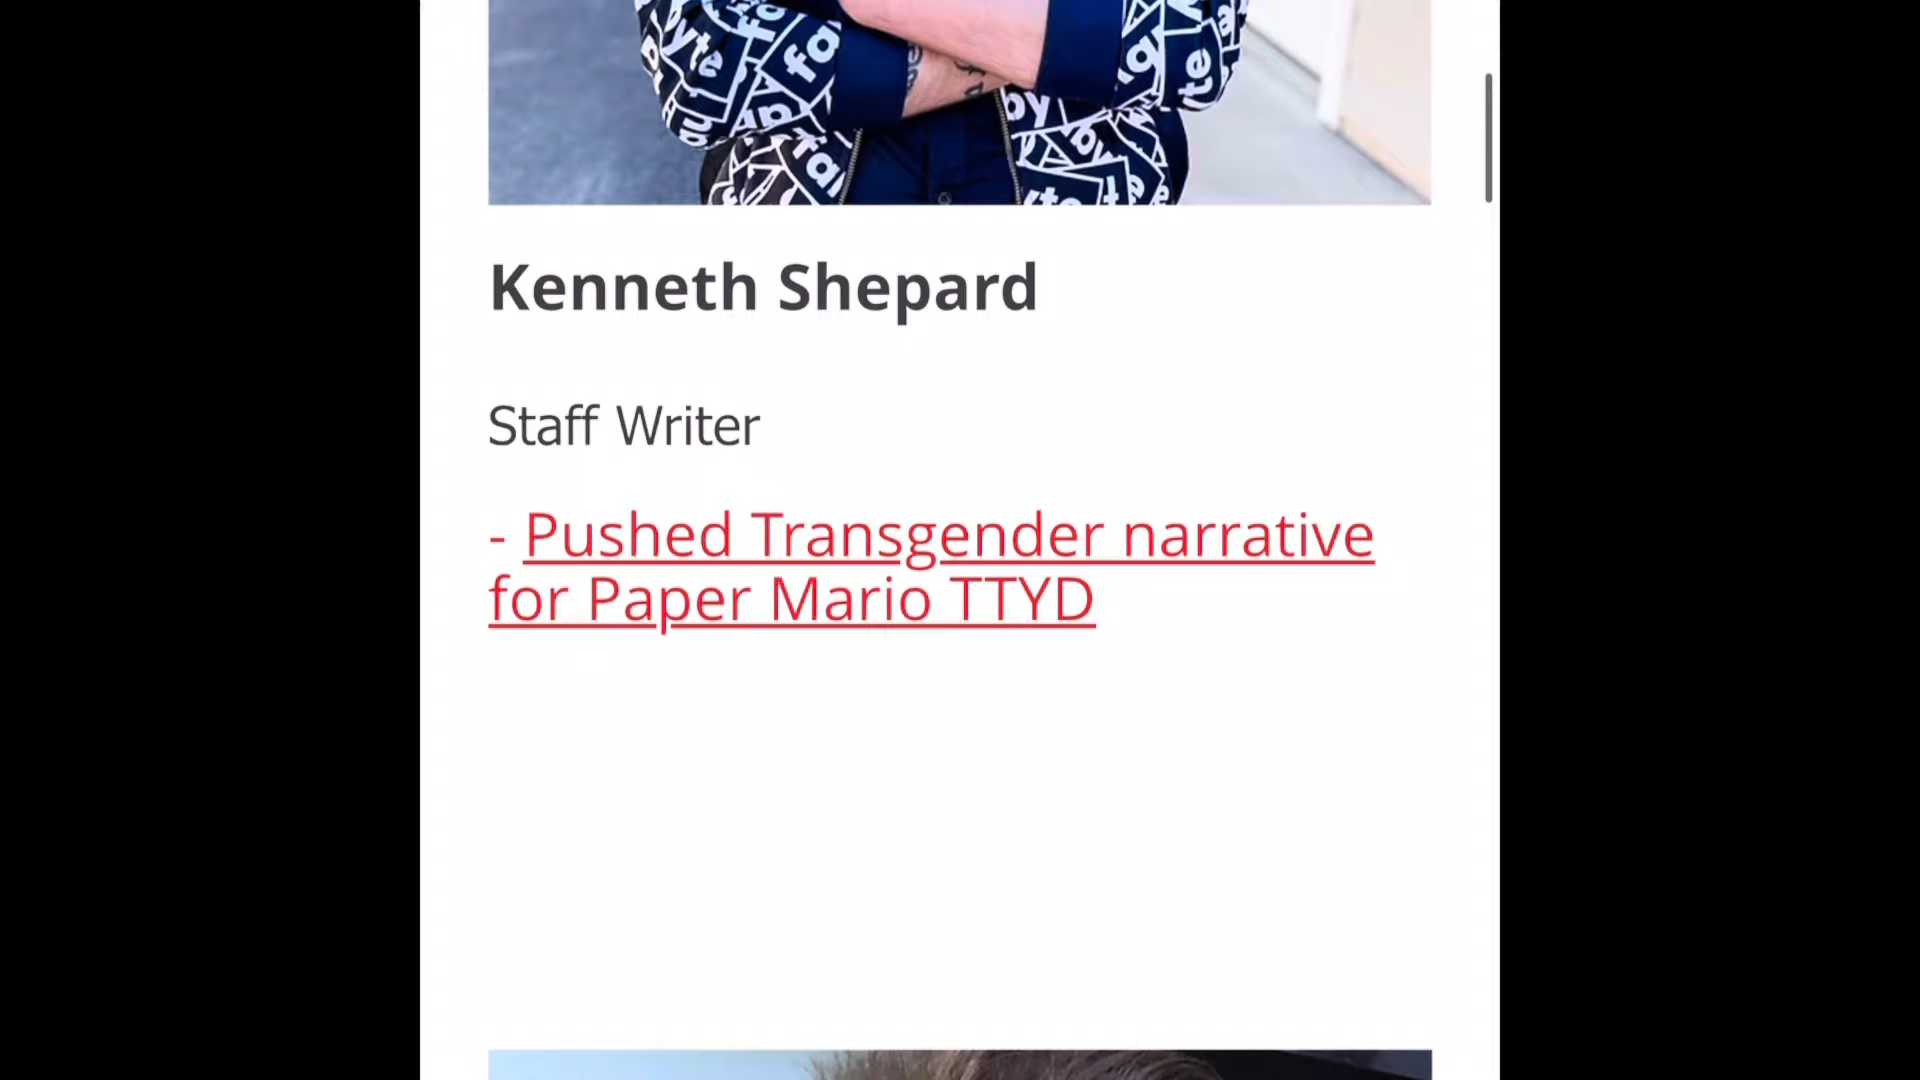 Kenneth Shepard
Staff Writer
- Pushed Transgender narrative
for Paper Mario TTYD